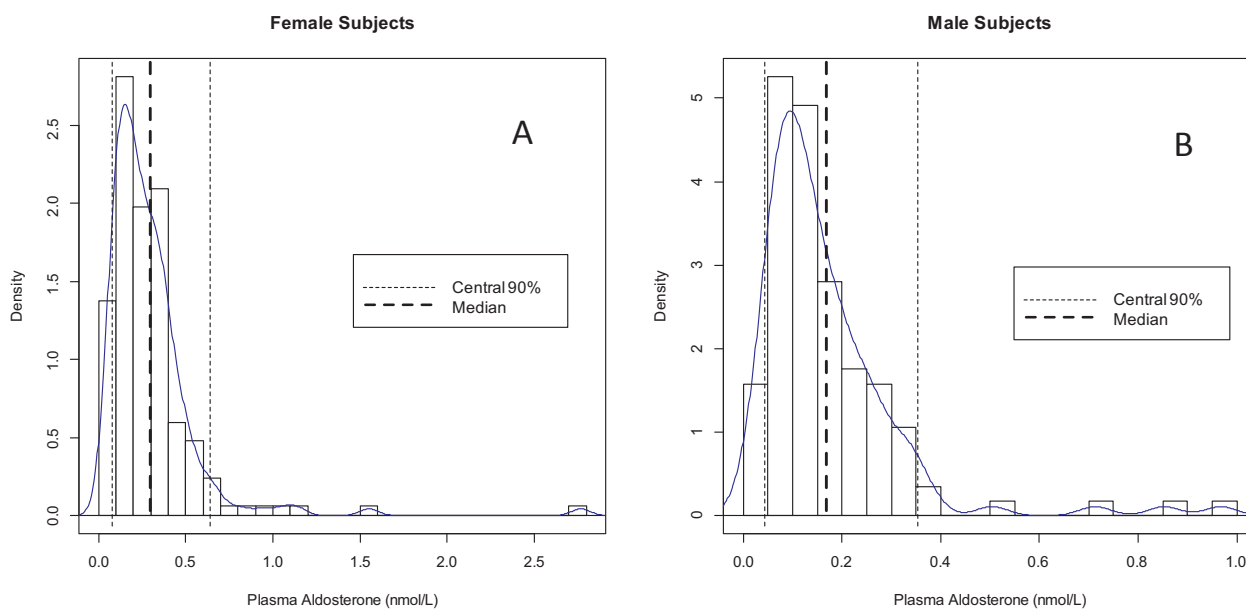 Female Subjects
A
Density
0.0
0.5
1.0
1.5
2.0
2.5
Central 90%
Median
0.0 0.5 1.0 1.5 2.0 2.5
Plasma Aldosterone (nmol/L)
Male Subjects
B
Density
0
1
2
3
4
5
Central 90%
Median
0.0 0.2 0.4 0.6 0.8 1.0
Plasma Aldosterone (nmol/L)